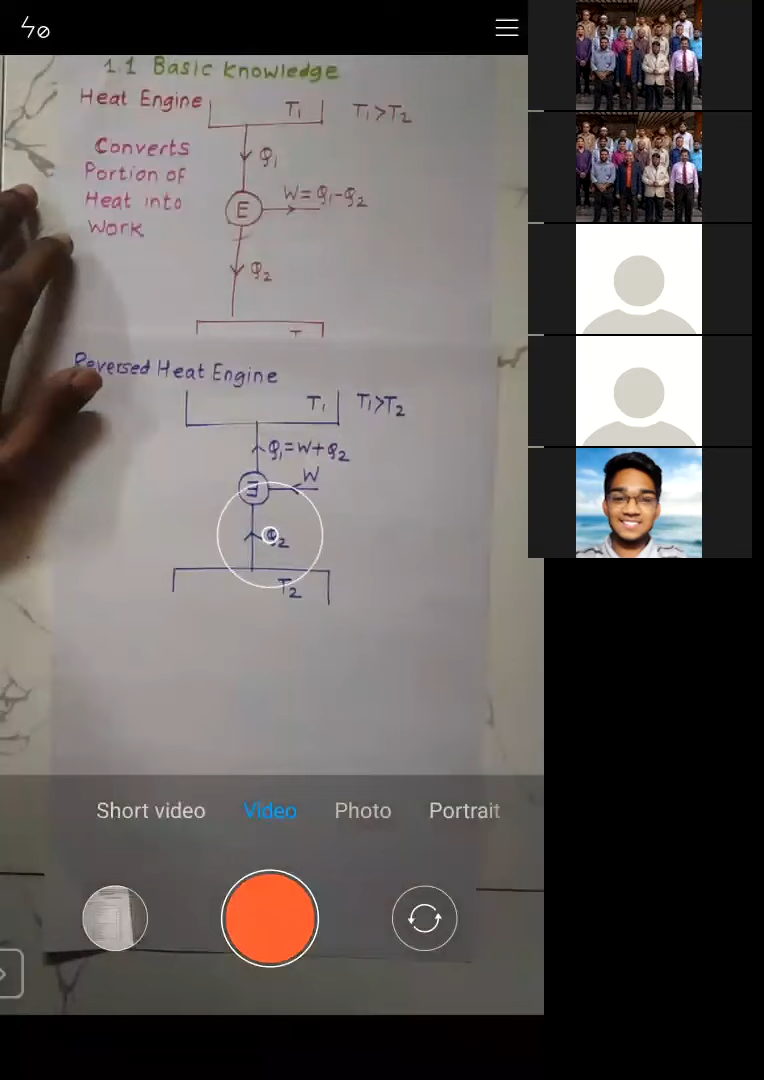 1.1 Basic Knowledge
Heat Engine
T1
T1>T2
Converts
Portion of
Heat into
Work
Q1
E
W=Q1-Q2
Q2
T
Reversed Heat Engine
T1
T1>T2
Q1=W+Q2
W
E
Q2
T2
Short video
Video
Photo
Portrait